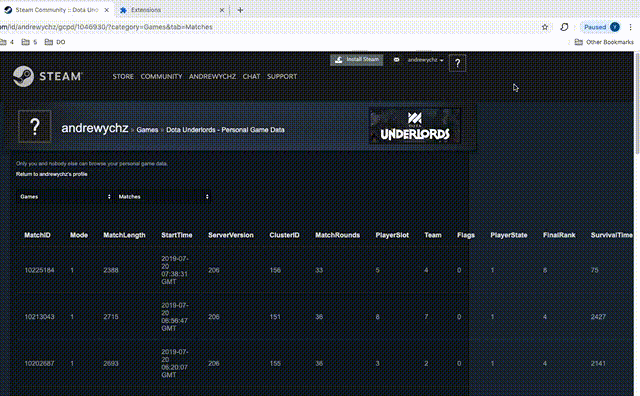 Steam Community :: Dota Under
Extensions
om/id/andrewychz/gcpd/1046930/?category=Games&tab=Matches
Paused
4 5 DO Other Bookmarks
Install Steam andrewychz
STEAM STORE COMMUNITY ANDREWYCHZ CHAT SUPPORT
? andrewychz » Games » Dota Underlords - Personal Game Data
DOTA
UNDERLORDS
Only you and nobody else can browse your personal game data.
Return to andrewychz's profile
Games Matches
MatchID Mode MatchLength StartTime ServerVersion ClusterID MatchRounds PlayerSlot Team Flags PlayerState FinalRank SurvivalTime
10225184 1 2386 2019-07-20 07:38:31 GMT 206 156 33 5 4 0 1 8 75
10213043 1 2715 2019-07-20 06:56:47 GMT 206 151 36 8 7 0 1 4 2427
10202687 1 2693 2019-07-20 06:20:07 GMT 206 155 36 3 2 0 1 4 2141